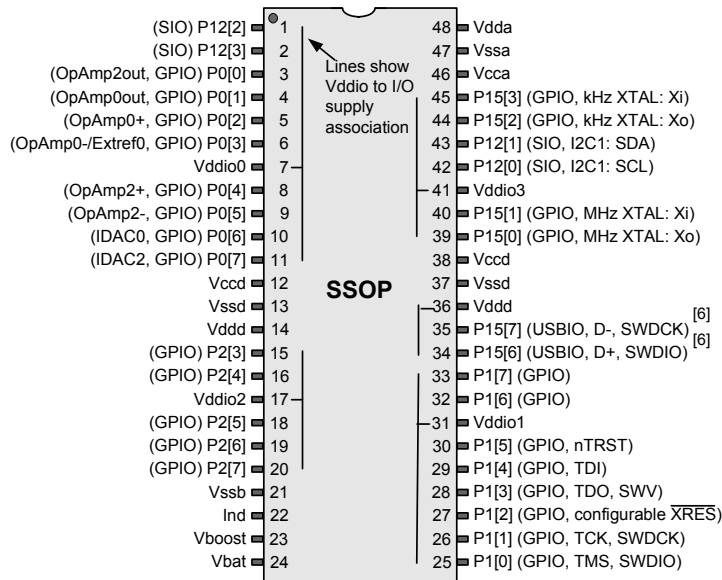 (SIO) P12[2] 1 48 Vdda
(SIO) P12[3] 2 47 Vssa
(OpAmp2out, GPIO) P0[0] 3 46 Vcca
(OpAmp0out, GPIO) P0[1] 4 45 P15[3] (GPIO, kHz XTAL: Xi)
(OpAmp0+, GPIO) P0[2] 5 44 P15[2] (GPIO, kHz XTAL: Xo)
(OpAmp0-/Extref0, GPIO) P0[3] 6 43 P12[1] (SIO, I2C1: SDA)
Vddio0 7 42 P12[0] (SIO, I2C1: SCL)
(OpAmp2+, GPIO) P0[4] 8 41 Vddio3
(OpAmp2-, GPIO) P0[5] 9 40 P15[1] (GPIO, MHz XTAL: Xi)
(IDAC0, GPIO) P0[6] 10 39 P15[0] (GPIO, MHz XTAL: Xo)
(IDAC2, GPIO) P0[7] 11 38 Vccd
Vccd 12 37 Vssd
Vssd 13 36 Vddd
Vddd 14 35 P15[7] (USBIO, D-, SWDCK) [6]
(GPIO) P2[3] 15 34 P15[6] (USBIO, D+, SWDIO) [6]
(GPIO) P2[4] 16 33 P1[7] (GPIO)
Vddio2 17 32 P1[6] (GPIO)
(GPIO) P2[5] 18 31 Vddio1
(GPIO) P2[6] 19 30 P1[5] (GPIO, nTRST)
(GPIO) P2[7] 20 29 P1[4] (GPIO, TDI)
Vssb 21 28 P1[3] (GPIO, TDO, SWV)
Ind 22 27 P1[2] (GPIO, configurable XRES)
Vboost 23 26 P1[1] (GPIO, TCK, SWDCK)
Vbat 24 25 P1[0] (GPIO, TMS, SWDIO)
Lines show
Vddio to I/O
supply
association
SSOP